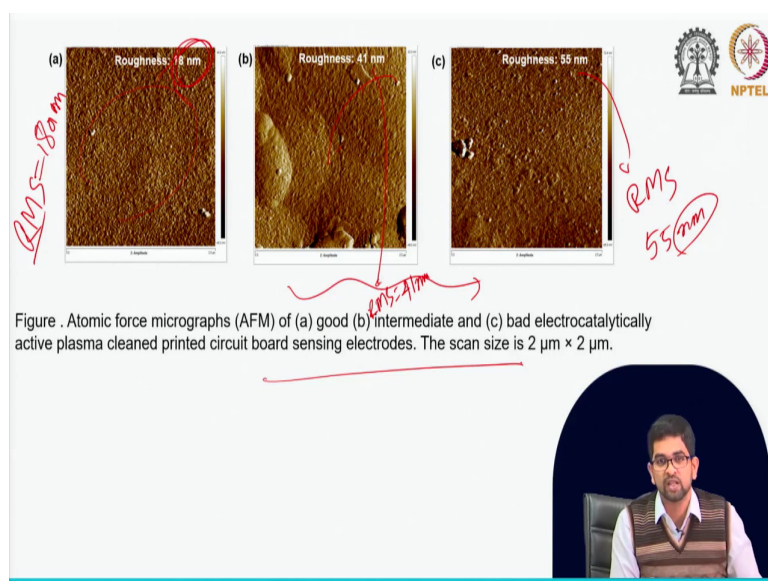 (a)
Roughness: 18 nm
(b)
Roughness: 41 nm
(c)
Roughness: 55 nm
NPTEL
RMS=18nm
RMS
55 nm
RMS=41nm
Figure . Atomic force micrographs (AFM) of (a) good (b) intermediate and (c) bad electrocatalytically
active plasma cleaned printed circuit board sensing electrodes. The scan size is 2 µm × 2 µm.